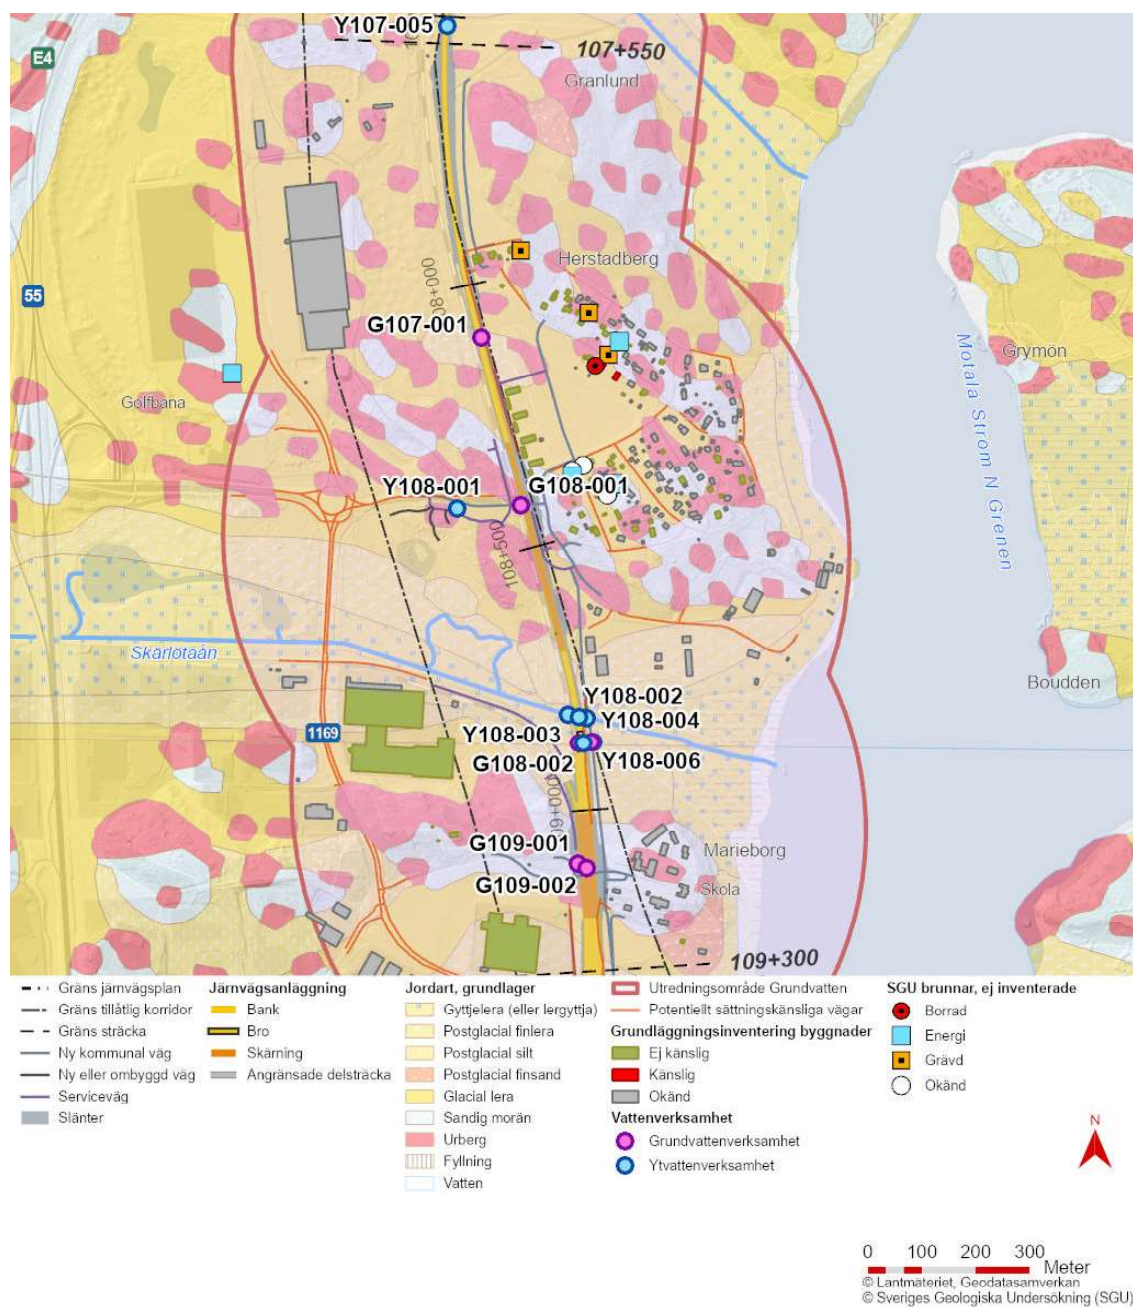 Y107-005
107+550
E4
Granlund
Herstadberg
108+000
55
G107-001
Grymön
Golfbana
Motala Ström N Grenen
Y108-001
G108-001
108+500
Skärlötaån
Boudden
Y108-002
1169
Y108-003
Y108-004
G108-002
Y108-006
109+000
G109-001
Marieborg
G109-002
Skola
109+300
Gräns järnvägsplan
Gräns tillåtlig korridor
Gräns sträcka
Ny kommunal väg
Ny eller ombyggd väg
Serviceväg
Slänter
Järnvägsanläggning
Bank
Bro
Skärning
Angränsade delsträcka
Jordart, grundlager
Gyttjelera (eller lergyttja)
Postglacial finlera
Postglacial silt
Postglacial finsand
Glacial lera
Sandig morän
Urberg
Fyllning
Vatten
Utredningsområde Grundvatten
Potentiellt sättningskänsliga vägar
Grundläggningsinventering byggnader
Ej känslig
Känslig
Okänd
Vattenverksamhet
Grundvattenverksamhet
Ytvattenverksamhet
SGU brunnar, ej inventerade
Borrad
Energi
Grävd
Okänd
N
0 100 200 300
Meter
© Lantmäteriet, Geodatasamverkan
© Sveriges Geologiska Undersökning (SGU)